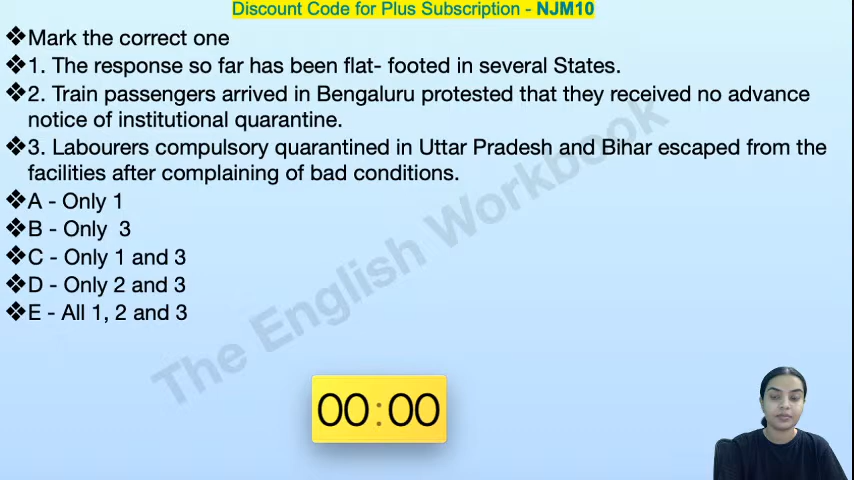 Discount Code for Plus Subscription - NJM10
❖Mark the correct one
❖1. The response so far has been flat- footed in several States.
❖2. Train passengers arrived in Bengaluru protested that they received no advance
notice of institutional quarantine.
❖3. Labourers compulsory quarantined in Uttar Pradesh and Bihar escaped from the
facilities after complaining of bad conditions.
❖A - Only 1
❖B - Only  3
❖C - Only 1 and 3
❖D - Only 2 and 3
❖E - All 1, 2 and 3
The English Workbook
00:00